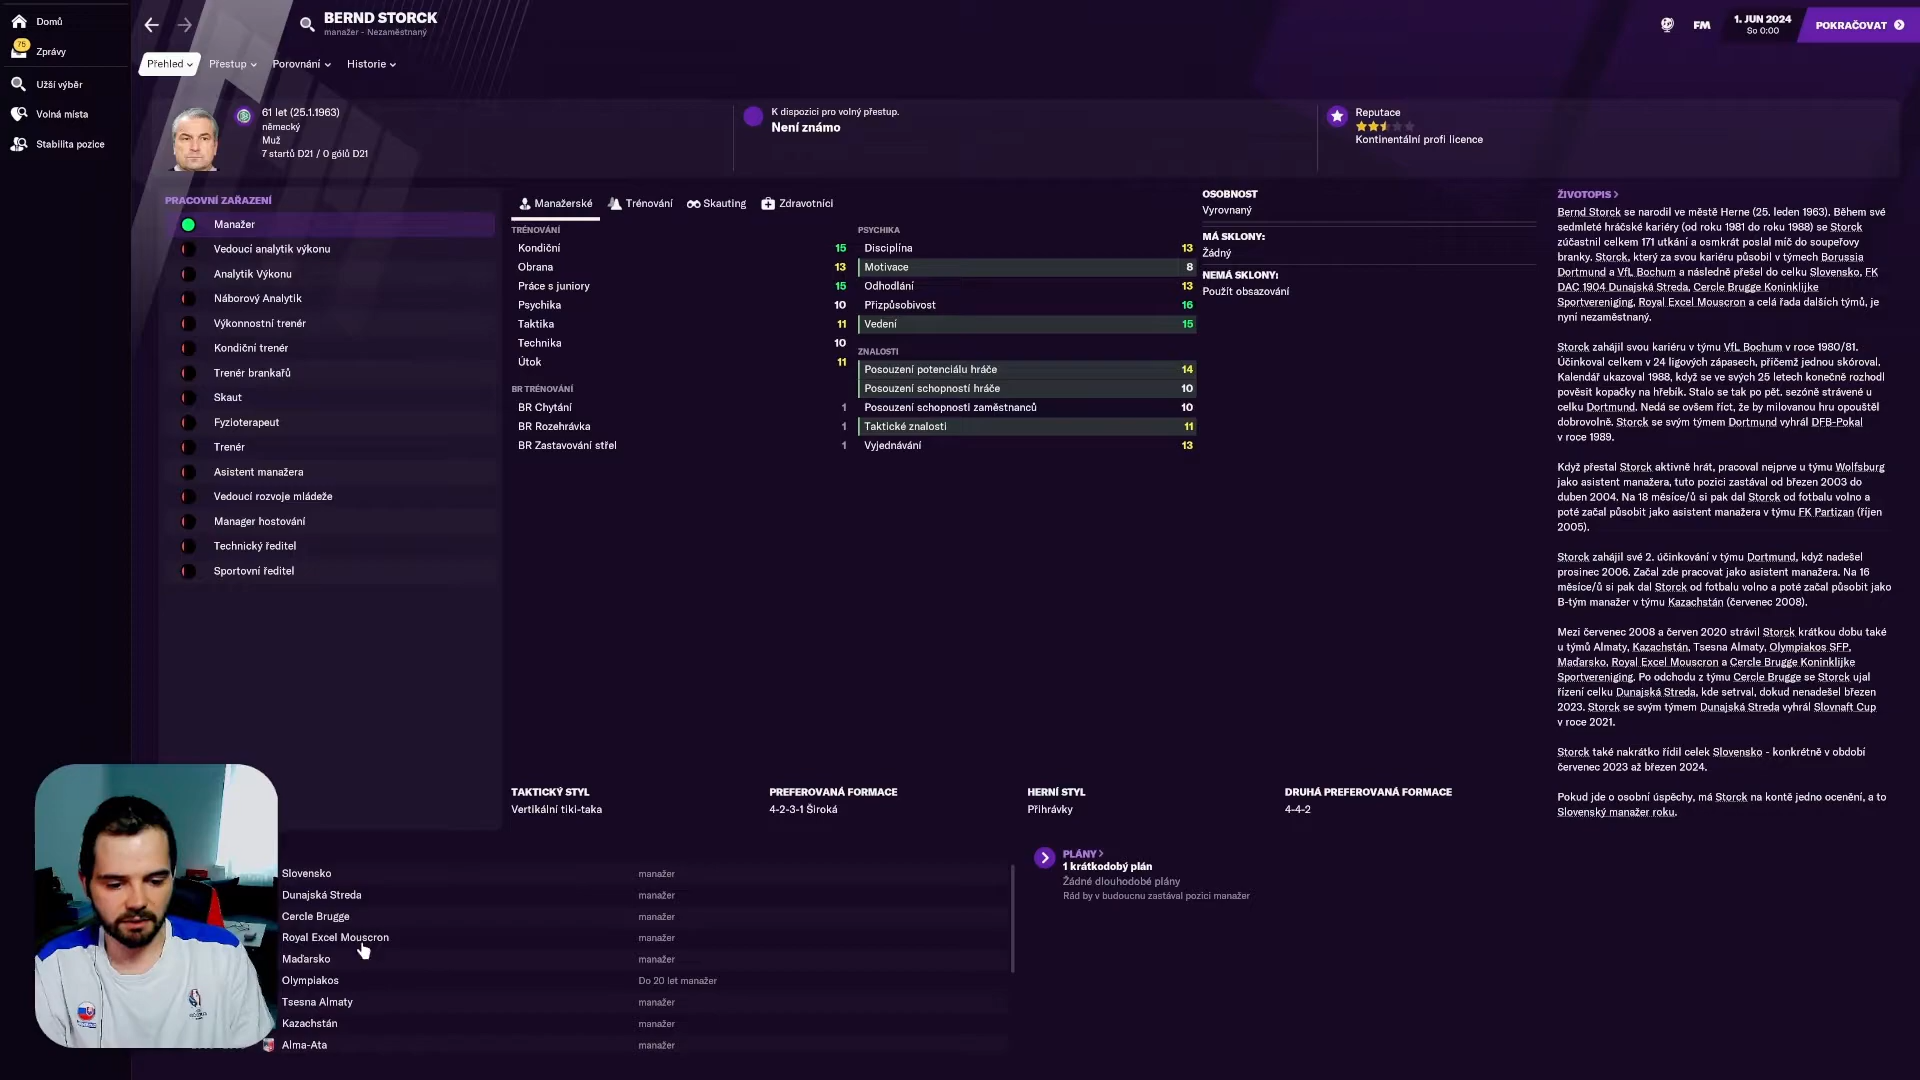 Domů
75
Zprávy
Užší výběr
Volná místa
Stabilita pozice
BERND STORCK
manažer - Nezaměstnaný
FM
1. JUN 2024
So 0:00
POKRAČOVAT
Přehled
Přestup
Porovnání
Historie
61 let (25.1.1963)
německý
Muž
7 startů D21 / 0 gólů D21
K dispozici pro volný přestup.
Není známo
Reputace
Kontinentální profi licence
PRACOVNÍ ZAŘAZENÍ
Manažer
Vedoucí analytik výkonu
Analytik Výkonu
Náborový Analytik
Výkonnostní trenér
Kondiční trenér
Trenér brankařů
Skaut
Fyzioterapeut
Trenér
Asistent manažera
Vedoucí rozvoje mládeže
Manager hostování
Technický ředitel
Sportovní ředitel
Manažerské
Trénování
Skauting
Zdravotníci
TRÉNOVÁNÍ
Kondiční 15
Obrana 13
Práce s juniory 15
Psychika 10
Taktika 11
Technika 10
Útok 11
BR TRÉNOVÁNÍ
BR Chytání 1
BR Rozehrávka 1
BR Zastavování střel 1
PSYCHIKA
Disciplína 13
Motivace 8
Odhodlání 13
Přizpůsobivost 16
Vedení 15
ZNALOSTI
Posouzení potenciálu hráče 14
Posouzení schopností hráče 10
Posouzení schopnosti zaměstnanců 10
Taktické znalosti 11
Vyjednávání 13
OSOBNOST
Vyrovnaný
MÁ SKLONY:
Žádný
NEMÁ SKLONY:
Použít obsazování
ŽIVOTOPIS >
Bernd Storck se narodil ve městě Herne (25. leden 1963). Během své
sedmileté hráčské kariéry (od roku 1981 do roku 1988) se Storck
zúčastnil celkem 171 utkání a osmkrát poslal míč do soupeřovy
branky. Storck, který za svou kariéru působil v týmech Borussia
Dortmund a VfL Bochum a následně přešel do celku Slovensko, FK
DAC 1904 Dunajská Streda, Cercle Brugge Koninklijke
Sportvereniging, Royal Excel Mouscron a celá řada dalších týmu, je
nyní nezaměstnaný.
Storck zahájil svou kariéru v týmu VfL Bochum v roce 1980/81.
Účinkoval celkem v 24 ligových zápasech, přičemž jednou skóroval.
Kalendář ukazoval 1988, když se ve svých 25 letech konečně rozhodl
pověsit kopačky na hřebík. Stalo se tak po pět. sezóně strávené u
celku Dortmund. Nedá se ovšem říct, že by milovanou hru opouštěl
dobrovolně. Storck se svým týmem Dortmund vyhrál DFB-Pokal
v roce 1989.
Když přestal Storck aktivně hrát, pracoval nejprve u týmu Wolfsburg
jako asistent manažera, tuto pozici zastával od březen 2003 do
duben 2004. Na 18 měsíce/ů si pak dal Storck od fotbalu volno a
poté začal působit jako asistent manažera v týmu FK Partizan (říjen
2005).
Storck zahájil své 2. účinkování v týmu Dortmund, když nadešel
prosinec 2006. Začal zde pracovat jako asistent manažera. Na 16
měsíce/ů si pak dal Storck od fotbalu volno a poté začal působit jako
B-tým manažer v týmu Kazachstán (červenec 2008).
Mezi červenec 2008 a červen 2020 strávil Storck krátkou dobu také
u týmů Almaty, Kazachstán, Tsesna Almaty, Olympiakos SFP,
Maďarsko, Royal Excel Mouscron a Cercle Brugge Koninklijke
Sportvereniging. Po odchodu z týmu Cercle Brugge se Storck ujal
řízení celku Dunajská Streda, kde setrval, dokud nenadešel březen
2023. Storck se svým týmem Dunajská Streda vyhrál Slovnaft Cup
v roce 2021.
Storck také nakrátko řídil celek Slovensko - konkrétně v období
červenec 2023 až březen 2024.
Pokud jde o osobní úspěchy, má Storck na kontě jedno ocenění, a to
Slovenský manažer roku.
TAKTICKÝ STYL
Vertikální tiki-taka
PREFEROVANÁ FORMACE
4-2-3-1 Široká
HERNÍ STYL
Přihrávky
DRUHÁ PREFEROVANÁ FORMACE
4-4-2
Slovensko manažer
Dunajská Streda manažer
Cercle Brugge manažer
Royal Excel Mouscron manažer
Maďarsko manažer
Olympiakos Do 20 let manažer
Tsesna Almaty manažer
Kazachstán manažer
Alma-Ata manažer
PLÁNY >
1 krátkodobý plán
Žádné dlouhodobé plány
Rád by v budoucnu zastával pozici manažer